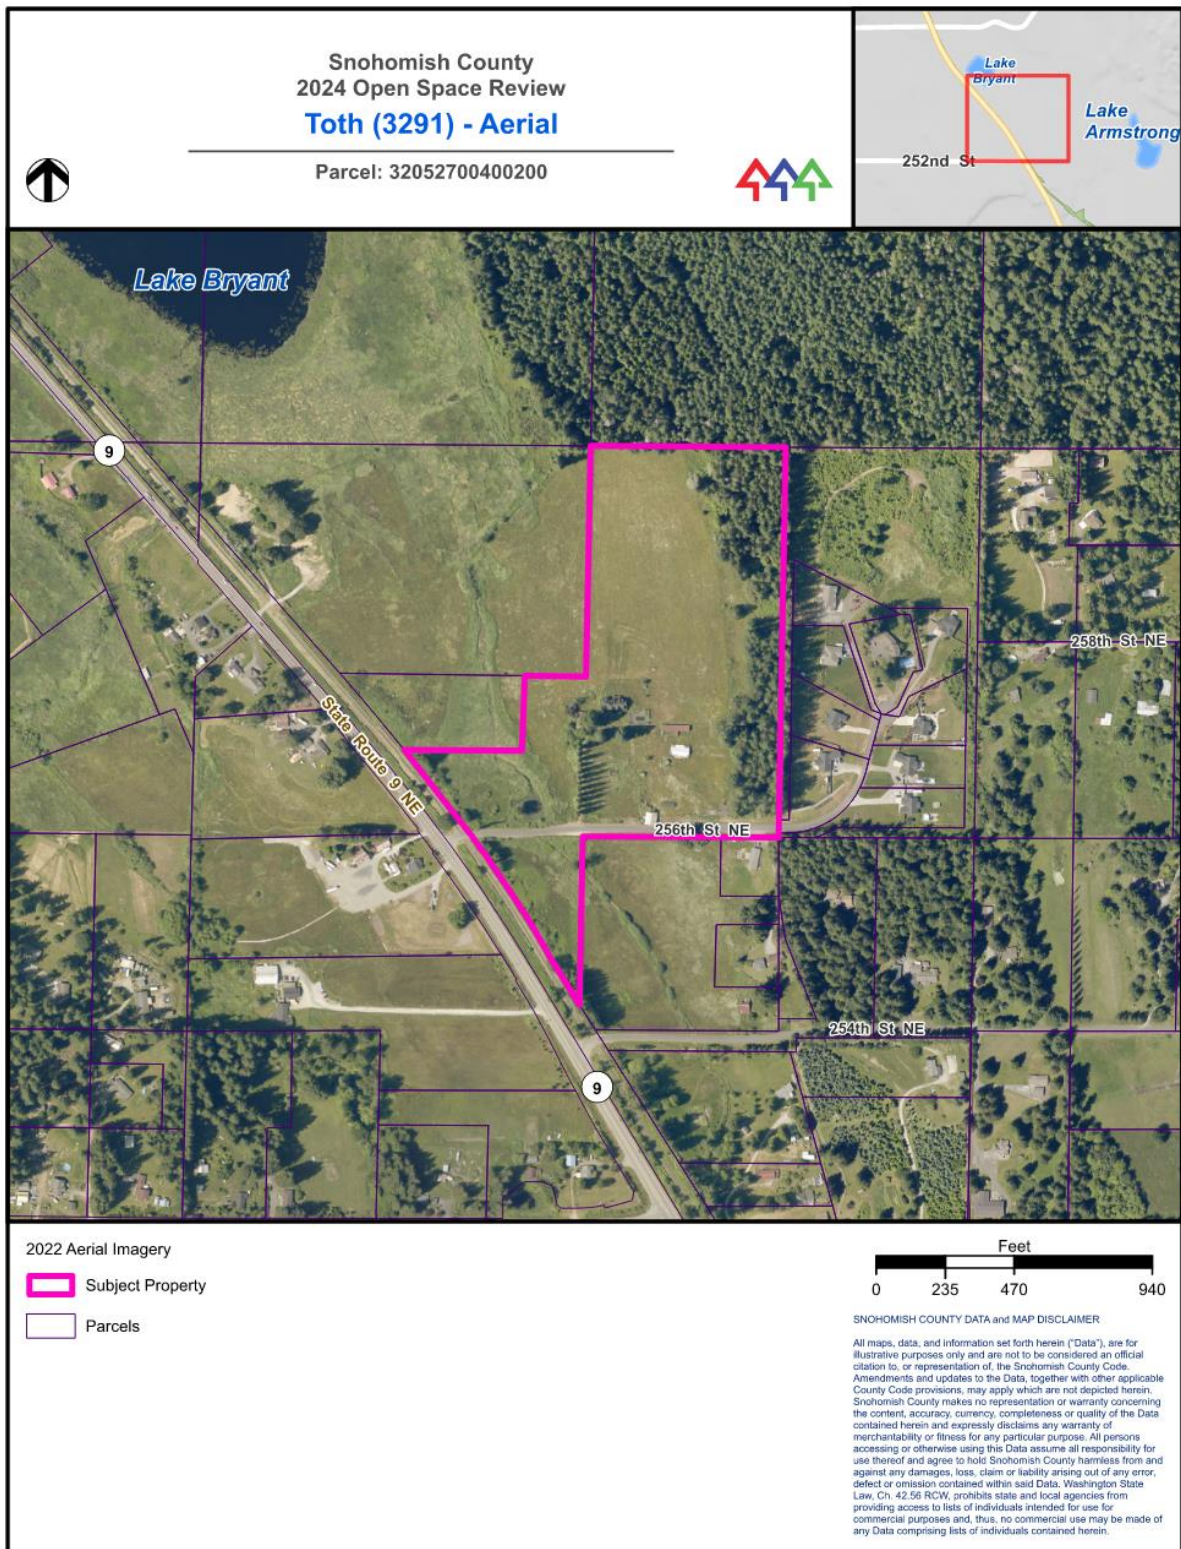 Snohomish County
2024 Open Space Review
Toth (3291) - Aerial
Parcel: 32052700400200
Lake
Bryant
Lake
Armstrong
252nd St
Lake Bryant
9
258th St NE
State Route 9 NE
256th St NE
254th St NE
9
2022 Aerial Imagery
Subject Property
Parcels
Feet
0 235 470 940
SNOHOMISH COUNTY DATA and MAP DISCLAIMER
All maps, data, and information set forth herein ("Data"), are for
illustrative purposes only and are not to be considered an official
citation to, or representation of, the Snohomish County Code.
Amendments and updates to the Data, together with other applicable
County Code provisions, may apply which are not depicted herein.
Snohomish County makes no representation or warranty concerning
the content, accuracy, currency, completeness or quality of the Data
contained herein and expressly disclaims any warranty of
merchantability or fitness for any particular purpose. All persons
accessing or otherwise using this Data assume all responsibility for
use thereof and agree to hold Snohomish County harmless from and
against any damages, loss, claim or liability arising out of any error,
defect or omission contained within said Data. Washington State
Law, Ch. 42.56 RCW, prohibits state and local agencies from
providing access to lists of individuals intended for use for
commercial purposes and, thus, no commercial use may be made of
any Data comprising lists of individuals contained herein.